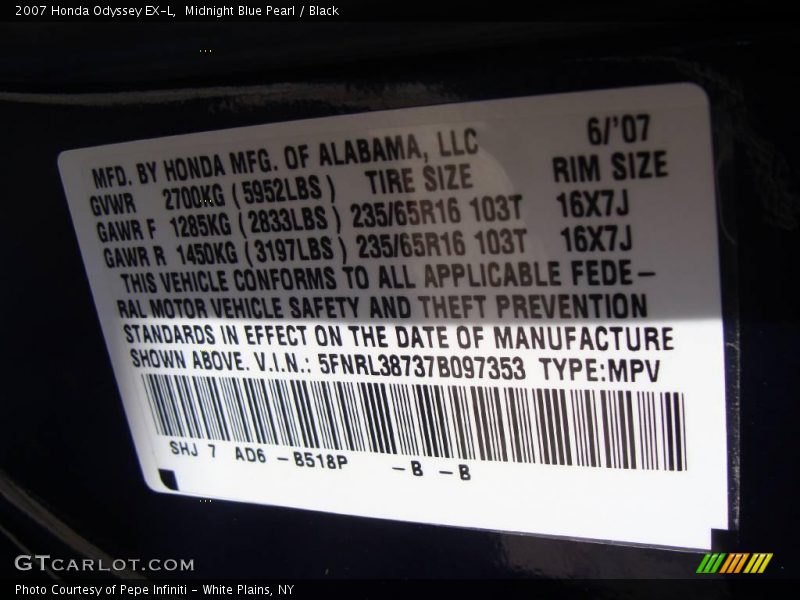 2007 Honda Odyssey EX-L,  Midnight Blue Pearl / Black
MFD. BY HONDA MFG. OF ALABAMA, LLC 6/'07
GVWR 2700KG (5952LBS) TIRE SIZE RIM SIZE
GAWR F 1285KG (2833LBS) 235/65R16 103T 16X7J
GAWR R 1450KG (3197LBS) 235/65R16 103T 16X7J
THIS VEHICLE CONFORMS TO ALL APPLICABLE FEDE-
RAL MOTOR VEHICLE SAFETY AND THEFT PREVENTION
STANDARDS IN EFFECT ON THE DATE OF MANUFACTURE
SHOWN ABOVE. V.I.N.: 5FNRL38737B097353 TYPE:MPV
SHJ 7 AD6 -B518P -B -B
GTCARLOT.COM
Photo Courtesy of Pepe Infiniti - White Plains, NY